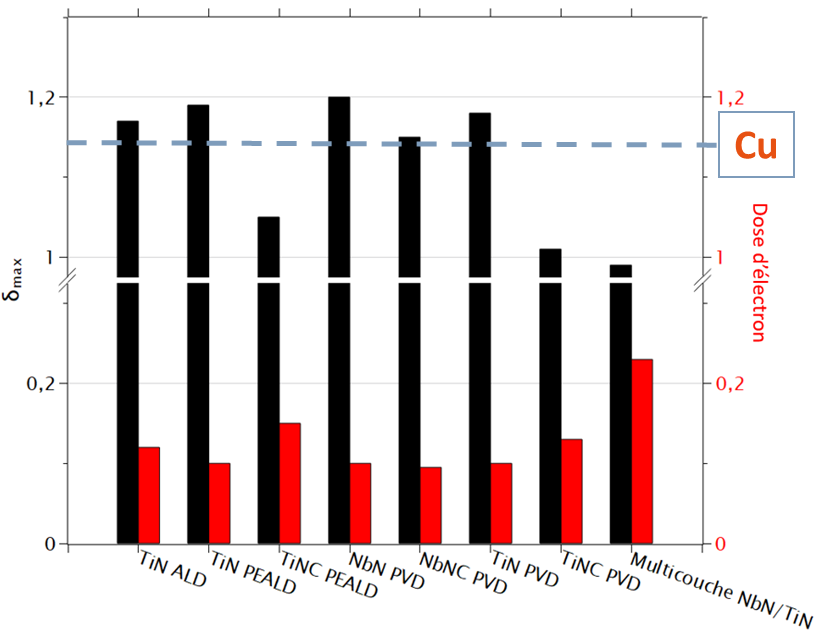 1,2
1
0,2
0
δmax
1,2
1
0,2
0
Cu
Dose d'électron
TiN ALD
TiN PEALD
TiNC PEALD
NbN PVD
NbNC PVD
TiN PVD
TiNC PVD
Multicouche NbN/TiN